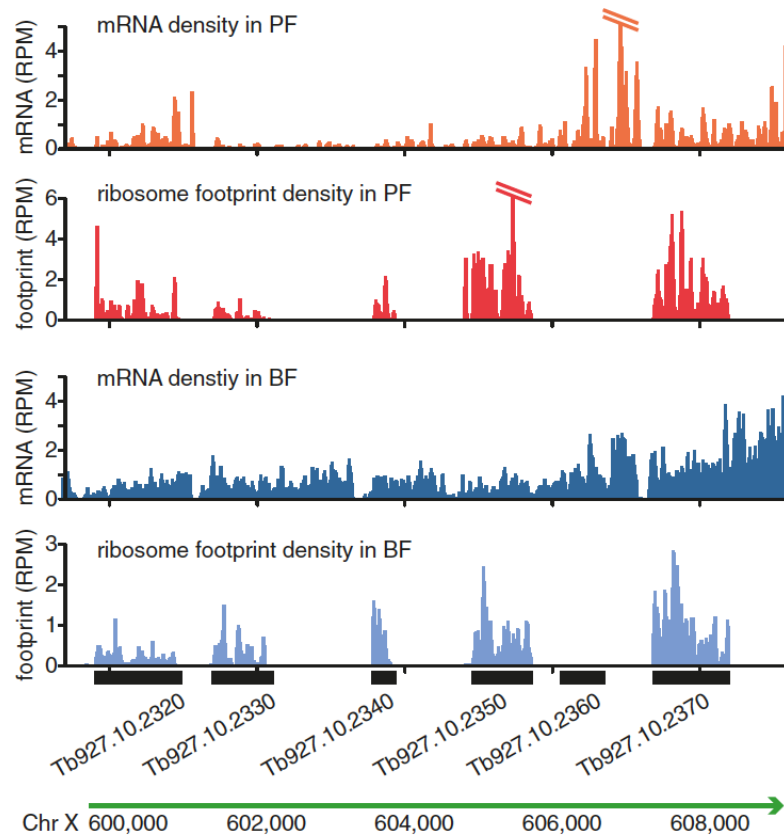 mRNA density in PF
mRNA (RPM)
4
2
0
ribosome footprint density in PF
footprint (RPM)
6
4
2
0
mRNA denstiy in BF
mRNA (RPM)
4
2
0
ribosome footprint density in BF
footprint (RPM)
3
2
1
0
Tb927.10.2320
Tb927.10.2330
Tb927.10.2340
Tb927.10.2350
Tb927.10.2360
Tb927.10.2370
Chr X 600,000 602,000 604,000 606,000 608,000